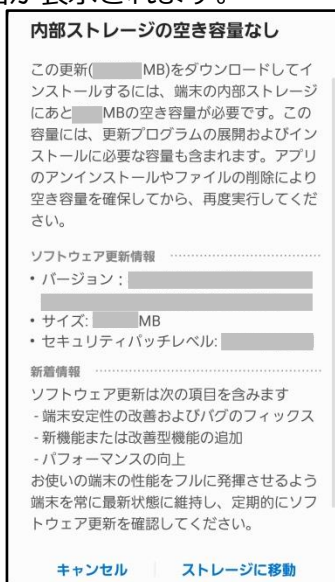 が表示されます。
内部ストレージの空き容量なし
この更新( MB)をダウンロードしてイ
ンストールするには、端末の内部ストレージ
にあと MBの空き容量が必要です。この
容量には、更新プログラムの展開およびイン
ストールに必要な容量も含まれます。アプリ
のアンインストールやファイルの削除により
空き容量を確保してから、再度実行してくだ
さい。
ソフトウェア更新情報
・バージョン :
・サイズ: MB
・セキュリティパッチレベル:
新着情報
ソフトウェア更新は次の項目を含みます
- 端末安定性の改善およびバグのフィックス
- 新機能または改善型機能の追加
- パフォーマンスの向上
お使いの端末の性能をフルに発揮させるよう
端末を常に最新状態に維持し、定期的にソフ
トウェア更新を確認してください。
キャンセル ストレージに移動